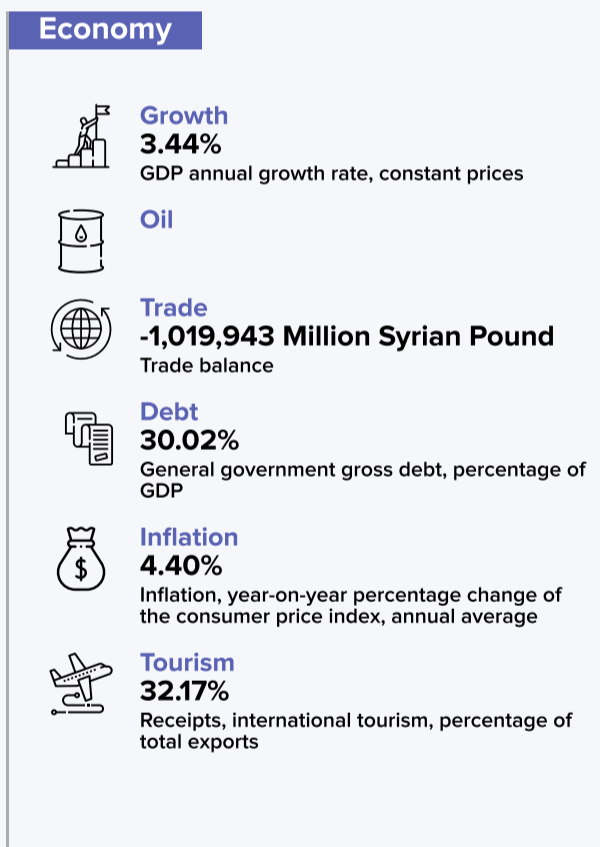 Economy
Growth
3.44%
GDP annual growth rate, constant prices
Oil
Trade
-1,019,943 Million Syrian Pound
Trade balance
Debt
30.02%
General government gross debt, percentage of
GDP
$
Inflation
4.40%
Inflation, year-on-year percentage change of
the consumer price index, annual average
Tourism
32.17%
Receipts, international tourism, percentage of
total exports